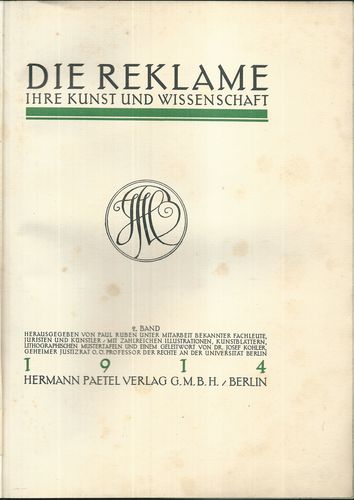 DIE REKLAME
IHRE KUNST UND WISSENSCHAFT
2. BAND
HERAUSGEGEBEN VON PAUL RUBEN UNTER MITARBEIT BEKANNTER FACHLEUTE,
JURISTEN UND KÜNSTLER / MIT ZAHLREICHEN ILLUSTRATIONEN, KUNSTBLÄTTERN,
LITHOGRAPHISCHEN MUSTERTAFELN UND EINEM GELEITWORT VON DR. JOSEF KOHLER,
GEHEIMER JUSTIZRAT O. Ö. PROFESSOR DER RECHTE AN DER UNIVERSITÄT BERLIN
1 9 1 4
HERMANN PAETEL VERLAG G. M. B. H. / BERLIN